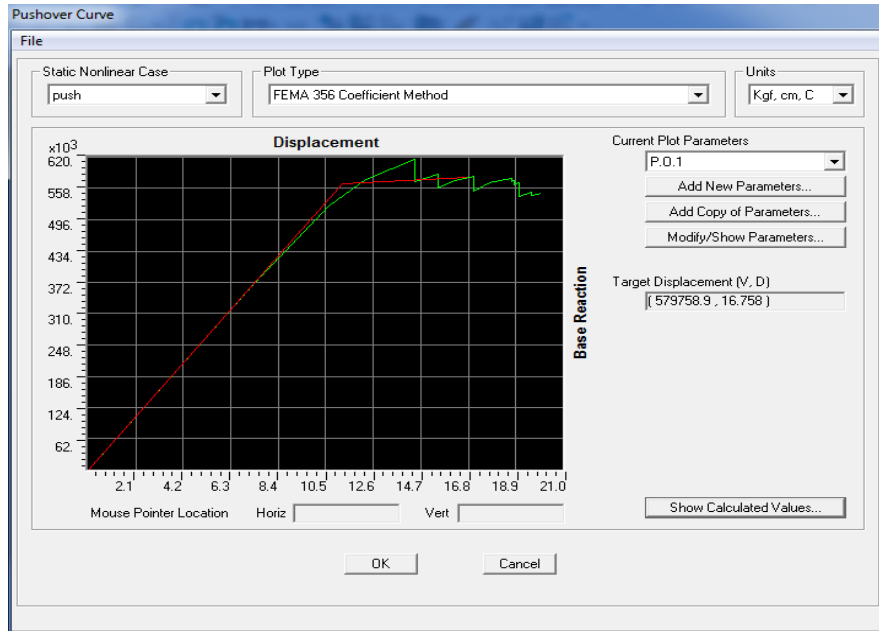 Pushover Curve
File
Static Nonlinear Case
push
Plot Type
FEMA 356 Coefficient Method
Units
Kgf, cm, C
Displacement
x10³
620.
558.
496.
434.
372.
310.
248.
186.
124.
62.
2.1 4.2 6.3 8.4 10.5 12.6 14.7 16.8 18.9 21.0
Base Reaction
Mouse Pointer Location Horiz Vert
Current Plot Parameters
P.O.1
Add New Parameters...
Add Copy of Parameters...
Modify/Show Parameters...
Target Displacement (V, D)
( 579758.9 , 16.758 )
Show Calculated Values...
OK Cancel